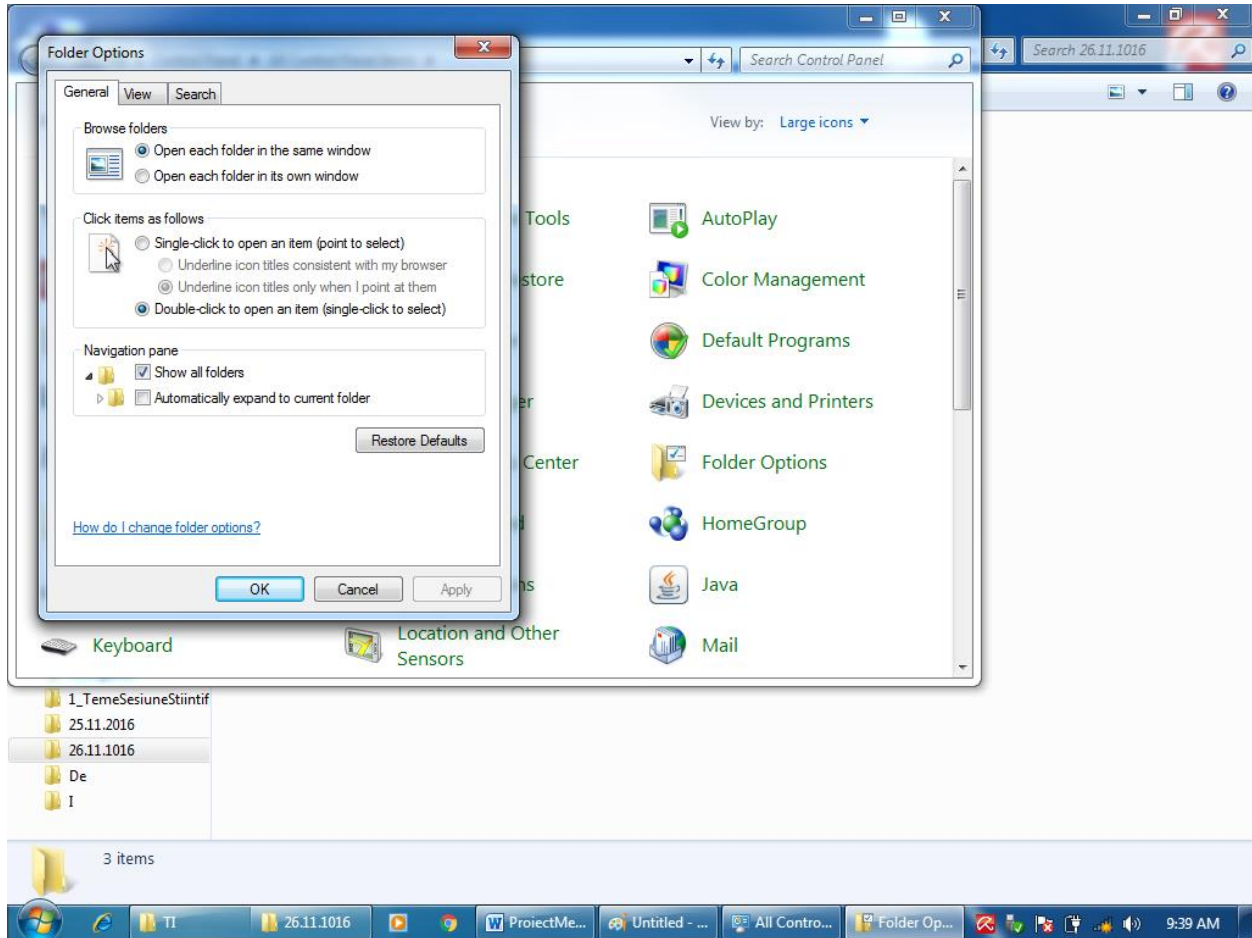 Folder Options
General View Search
Browse folders
Open each folder in the same window
Open each folder in its own window
Click items as follows
Single-click to open an item (point to select)
Underline icon titles consistent with my browser
Underline icon titles only when I point at them
Double-click to open an item (single-click to select)
Navigation pane
Show all folders
Automatically expand to current folder
Restore Defaults
How do I change folder options?
OK Cancel Apply
Search Control Panel
Search 26.11.1016
View by: Large icons
Tools
AutoPlay
store
Color Management
Default Programs
er
Devices and Printers
Center
Folder Options
HomeGroup
ns
Java
Keyboard
Location and Other
Sensors
Mail
1_TemeSesiuneStiintif
25.11.2016
26.11.1016
De
I
3 items
TI
26.11.1016
ProiectMe...
Untitled - ...
All Contro...
Folder Op...
9:39 AM